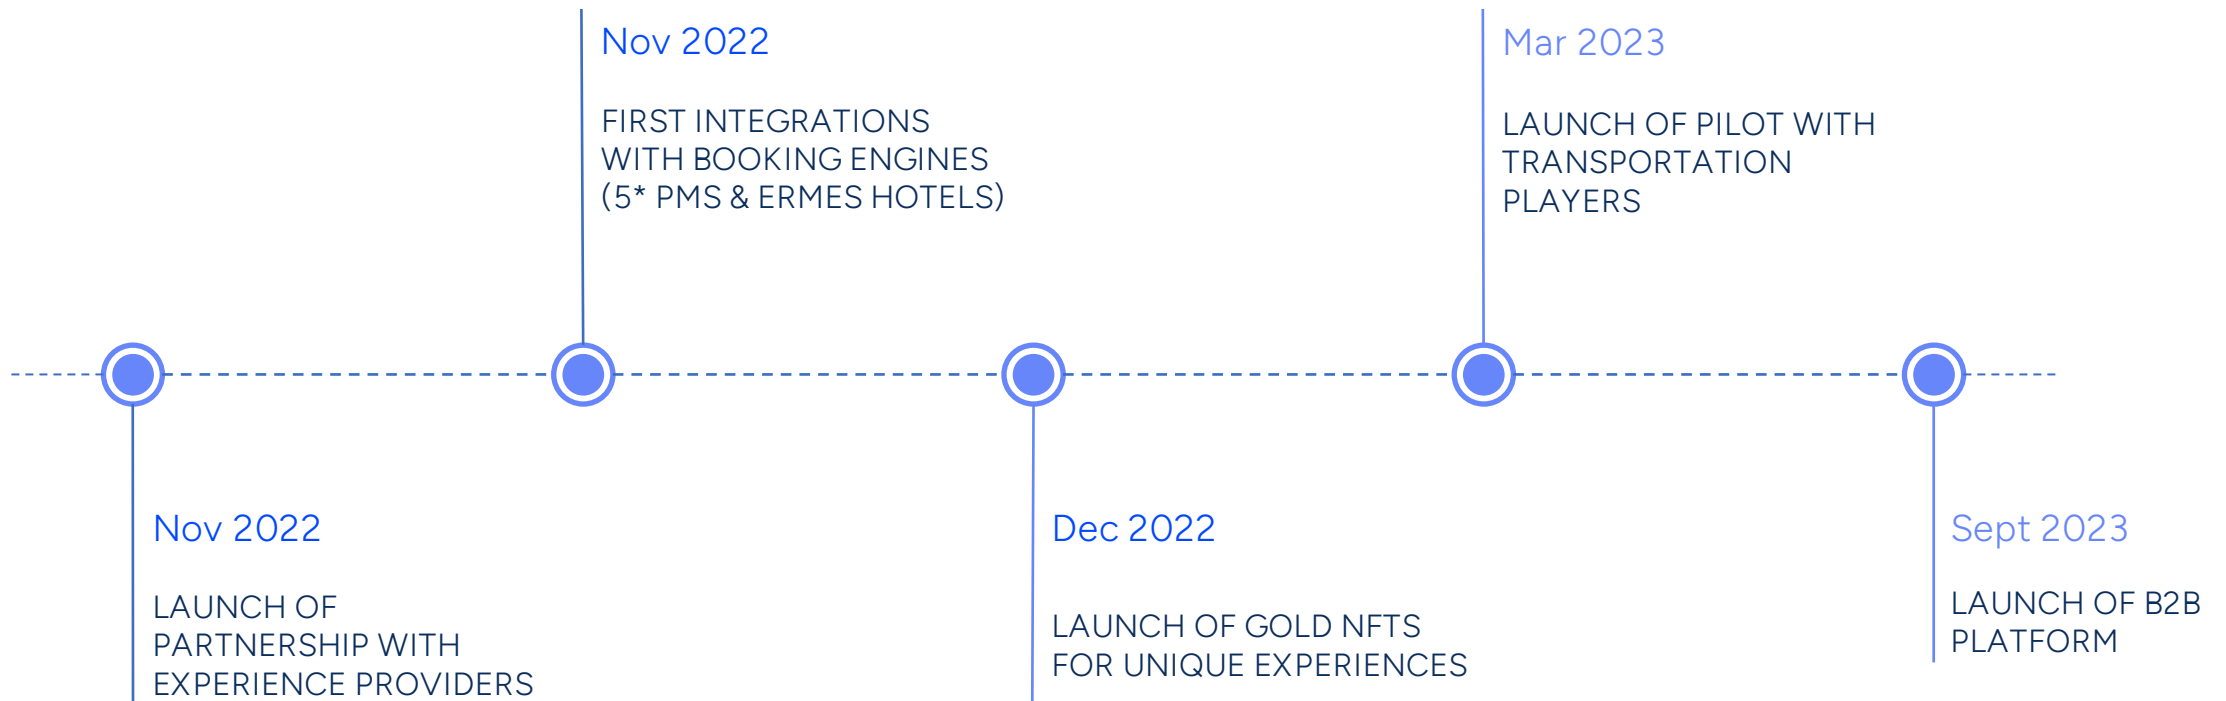 Nov 2022
LAUNCH OF
PARTNERSHIP WITH
EXPERIENCE PROVIDERS
Nov 2022
FIRST INTEGRATIONS
WITH BOOKING ENGINES
(5* PMS & ERMES HOTELS)
Dec 2022
LAUNCH OF GOLD NFTS
FOR UNIQUE EXPERIENCES
Mar 2023
LAUNCH OF PILOT WITH
TRANSPORTATION
PLAYERS
Sept 2023
LAUNCH OF B2B
PLATFORM